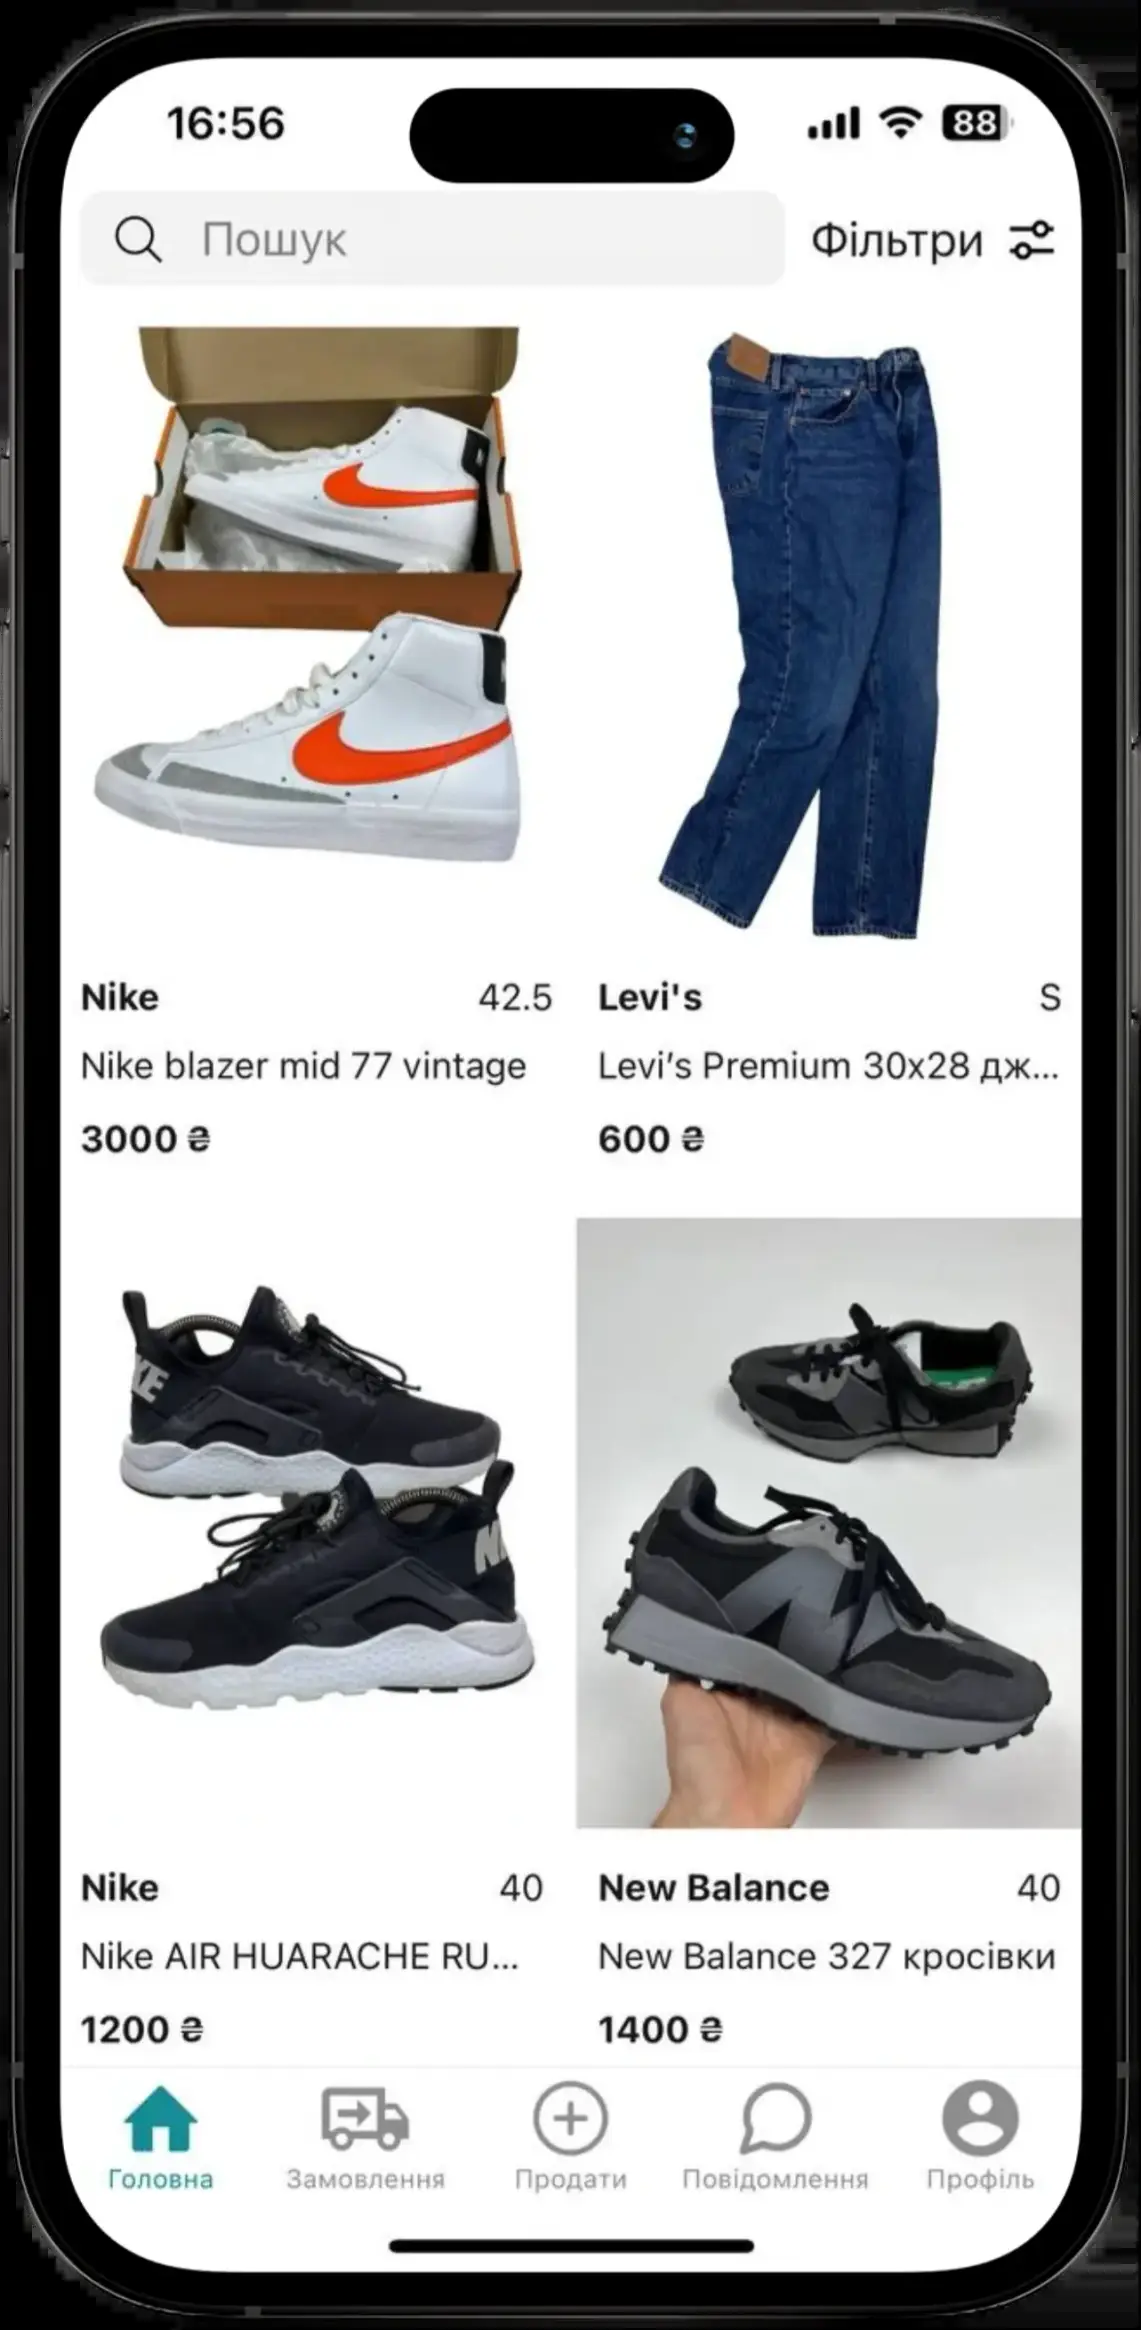 16:56
88
Пошук
Фільтри
Nike 42.5
Levi's S
Nike blazer mid 77 vintage
Levi's Premium 30x28 дж...
3000 ₴
600 ₴
KE
Nike 40
New Balance 40
Nike AIR HUARACHE RU...
New Balance 327 кросівки
1200 ₴
1400 ₴
Головна
Замовлення
Продати
Повідомлення
Профіль